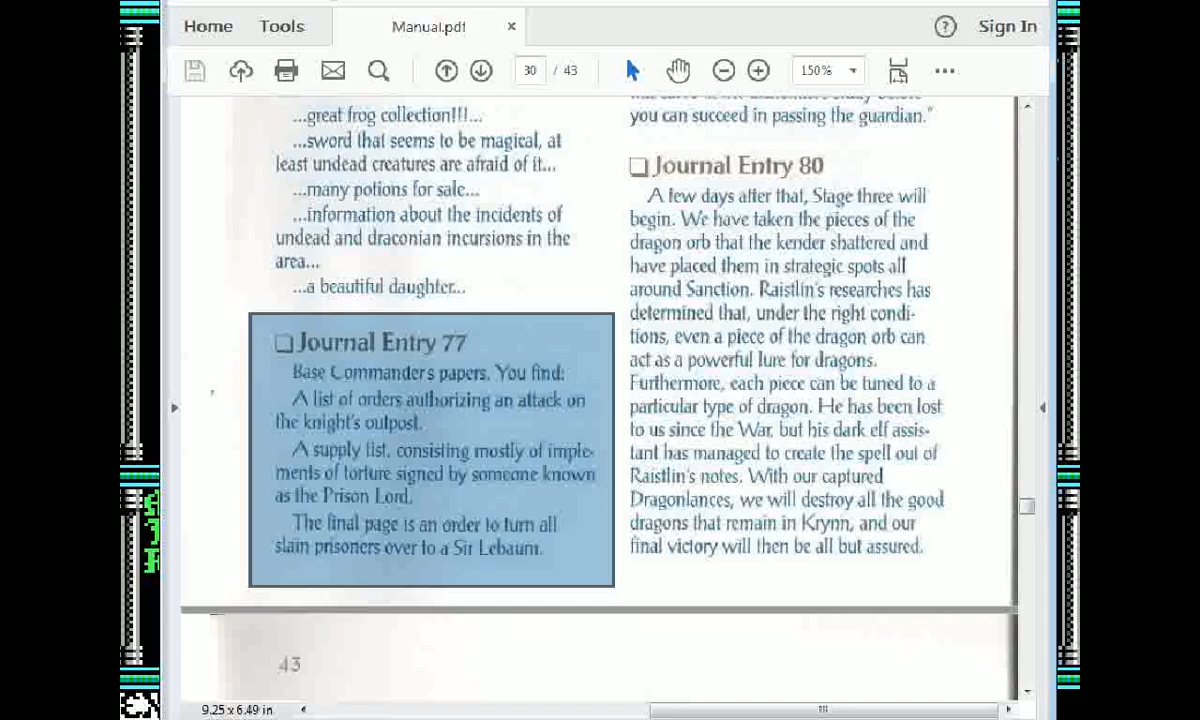 Home
Tools
Manual.pdf
×
?
Sign In
30 / 43
150%
...great frog collection!!!...
...sword that seems to be magical, at
least undead creatures are afraid of it...
...many potions for sale...
...information about the incidents of
undead and draconian incursions in the
area...
...a beautiful daughter...
Journal Entry 77
Base Commanders papers. You find:
A list of orders authorizing an attack on
the knight's outpost.
A supply list, consisting mostly of imple-
ments of torture signed by someone known
as the Prison Lord.
The final page is an order to turn all
slain prisoners over to a Sir Lebaum.
you can succeed in passing the guardian."
Journal Entry 80
A few days after that, Stage three will
begin. We have taken the pieces of the
dragon orb that the kender shattered and
have placed them in strategic spots all
around Sanction. Raistlin's researches has
determined that, under the right condi-
tions, even a piece of the dragon orb can
act as a powerful lure for dragons.
Furthermore, each piece can be tuned to a
particular type of dragon. He has been lost
to us since the War, but his dark elf assis-
tant has managed to create the spell out of
Raistlin's notes. With our captured
Dragonlances, we will destroy all the good
dragons that remain in Krynn, and our
final victory will then be all but assured.
43
9.25 x 6.49 in